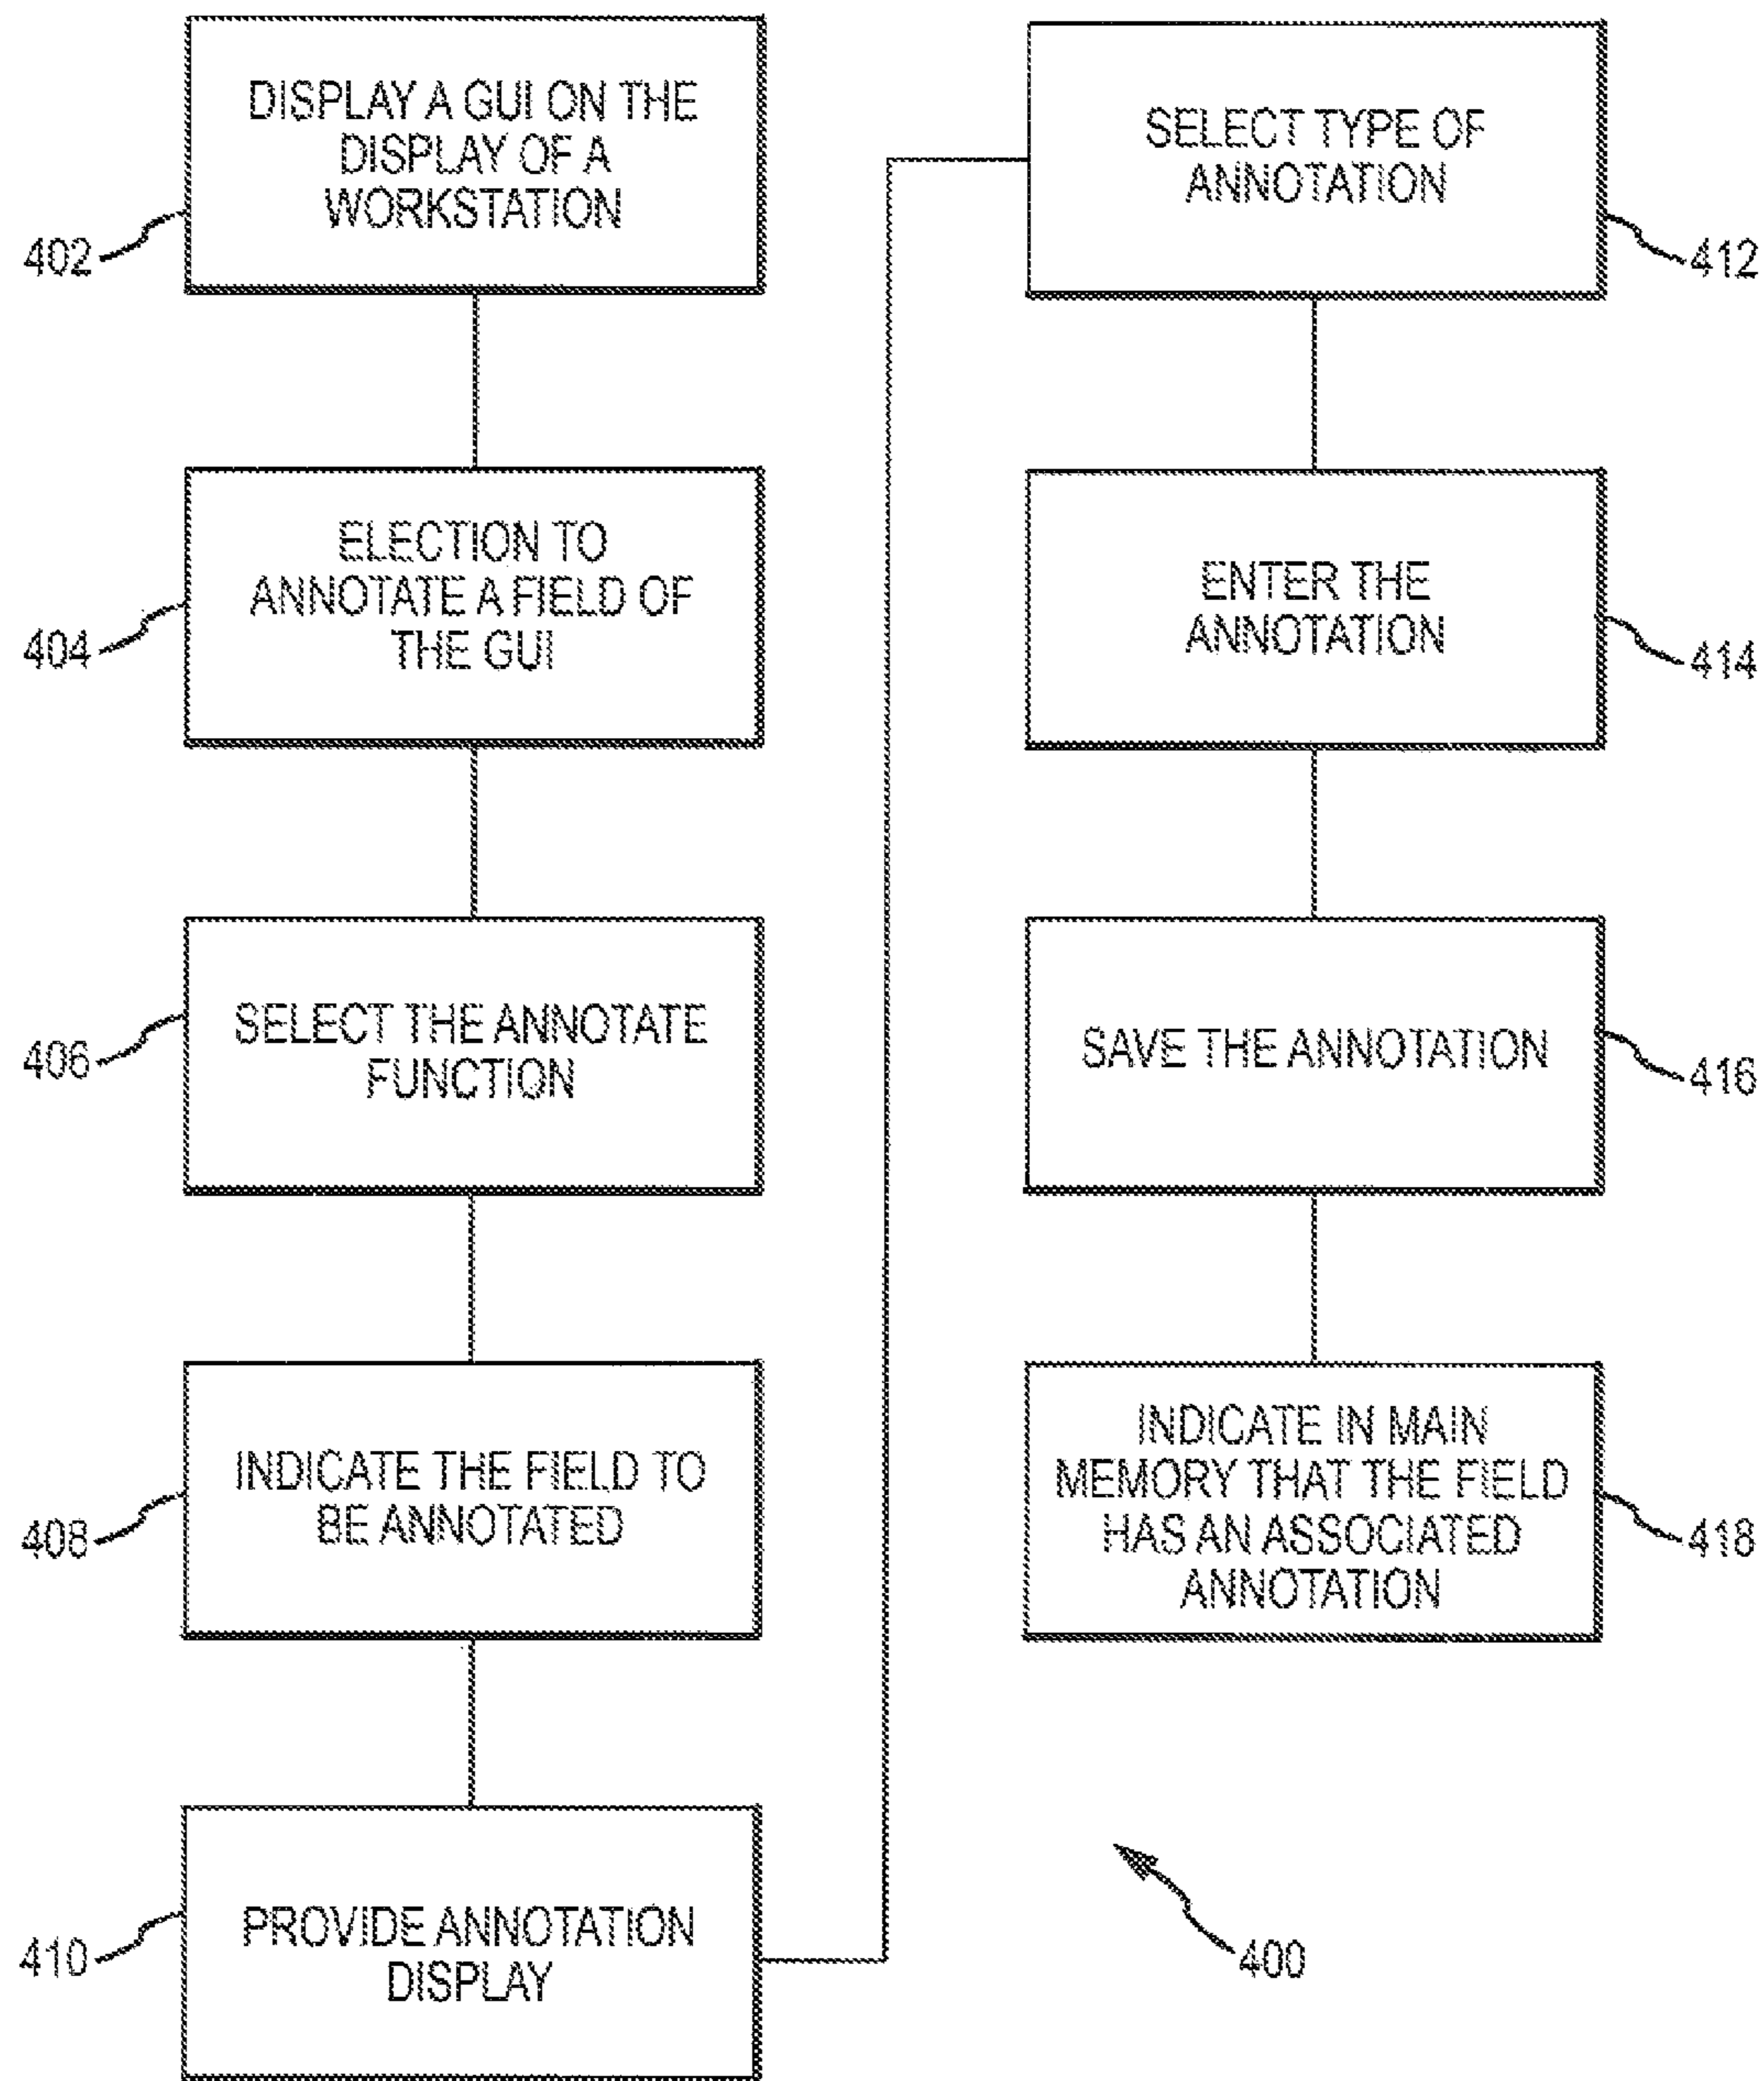 DISPLAY A GUI ON THE
DISPLAY OF A
WORKSTATION
402
ELECTION TO
ANNOTATE A FIELD OF
THE GUI
404
SELECT THE ANNOTATE
FUNCTION
406
INDICATE THE FIELD TO
BE ANNOTATED
408
PROVIDE ANNOTATION
DISPLAY
410
SELECT TYPE OF
ANNOTATION
412
ENTER THE
ANNOTATION
414
SAVE THE ANNOTATION
416
INDICATE IN MAIN
MEMORY THAT THE FIELD
HAS AN ASSOCIATED
ANNOTATION
418
400